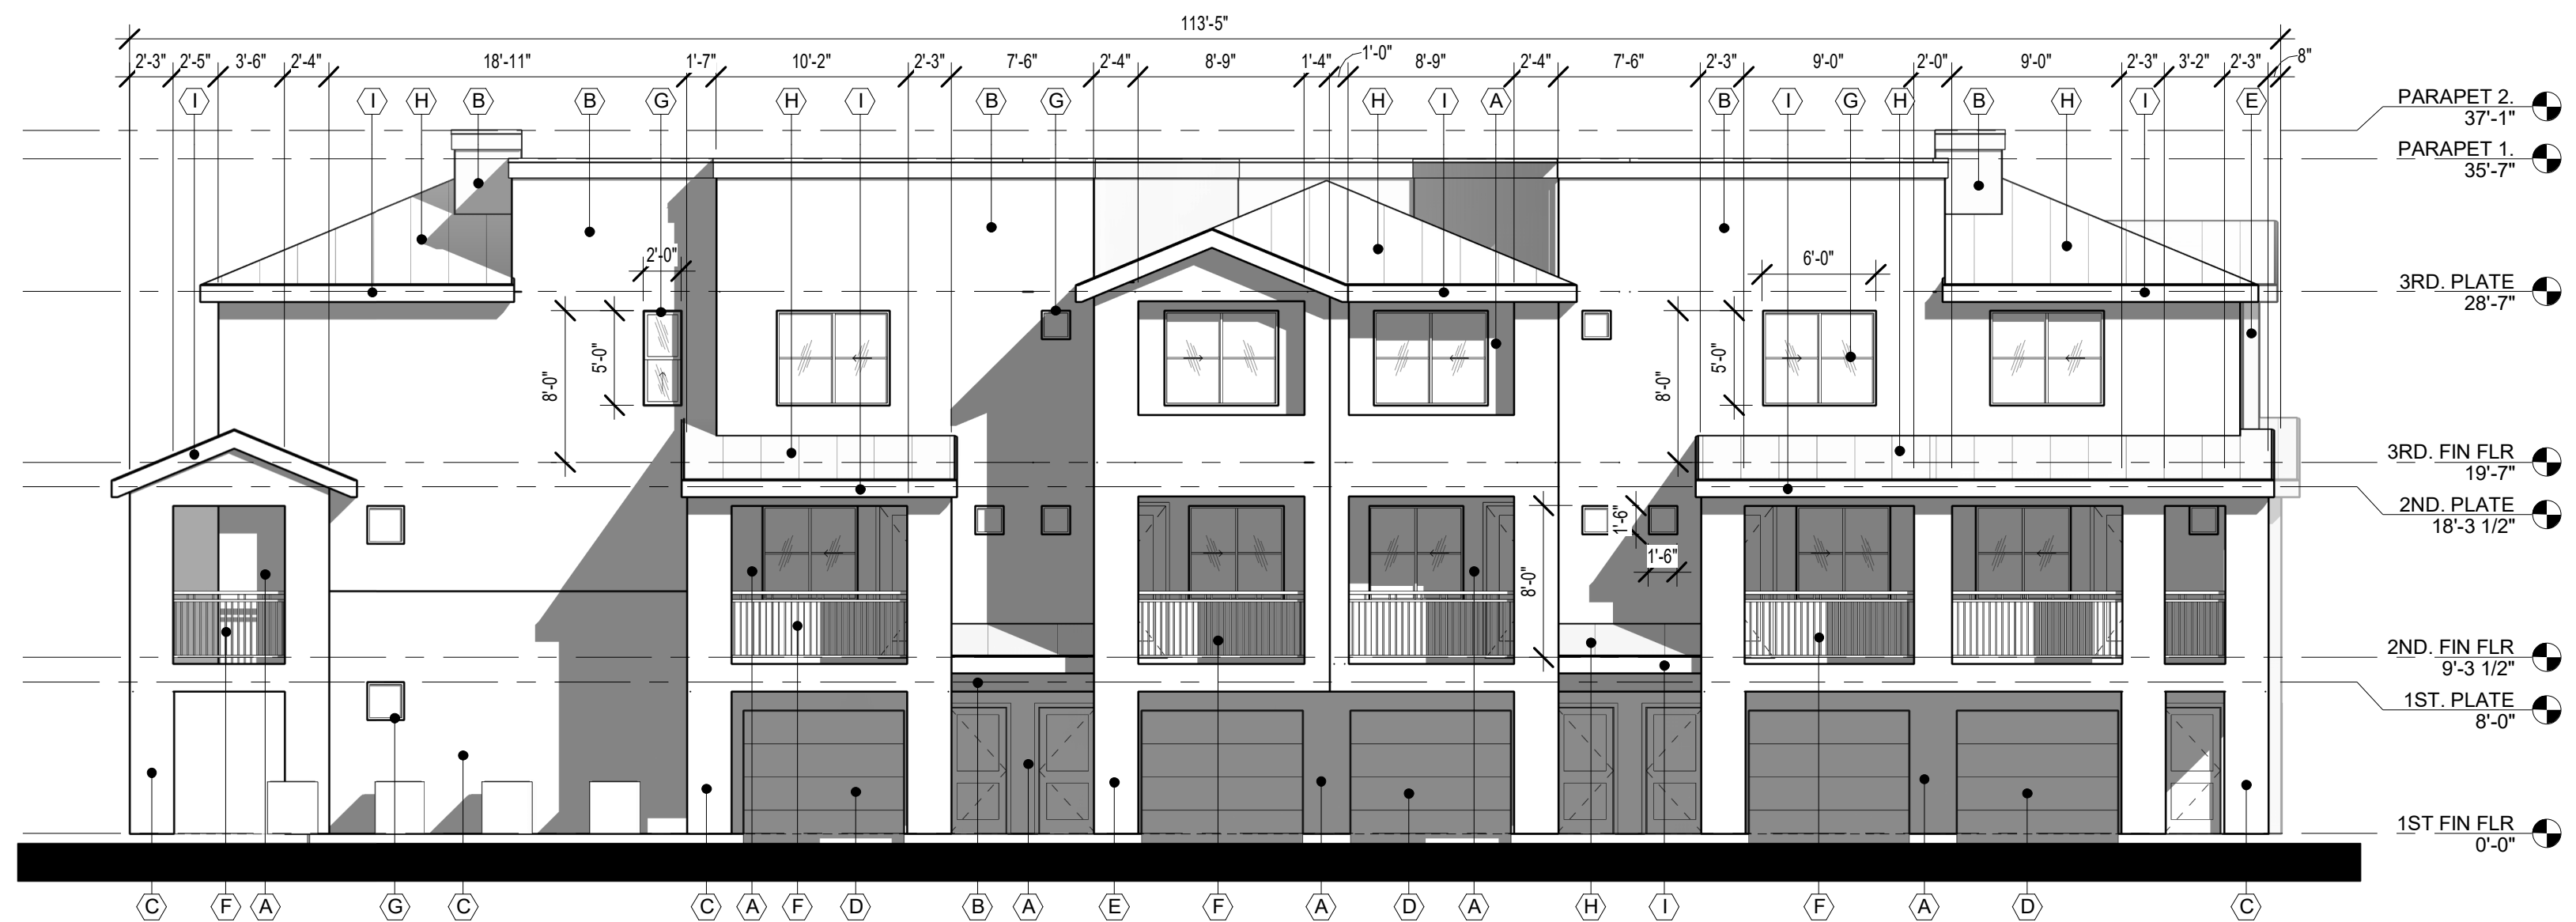 113'-5"
2'-3" 2'-5" 3'-6" 2'-4" 18'-11" 1'-7" 10'-2" 2'-3" 7'-6" 2'-4" 8'-9" 1'-4" 1'-0" 8'-9" 2'-4" 7'-6" 2'-3" 9'-0" 2'-0" 9'-0" 2'-3" 3'-2" 2'-3" 8"
I I H B B G H I B G H I A B I G H B H I E
PARAPET 2.
37'-1"
PARAPET 1.
35'-7"
2'-0"
6'-0"
3RD. PLATE
28'-7"
8'-0"
5'-0"
8'-0"
5'-0"
3RD. FIN FLR
19'-7"
2ND. PLATE
18'-3 1/2"
1'-6"
1'-6"
8'-0"
2ND. FIN FLR
9'-3 1/2"
1ST. PLATE
8'-0"
1ST FIN FLR
0'-0"
C F A G C C A F D B A E F A D A H I F A D C